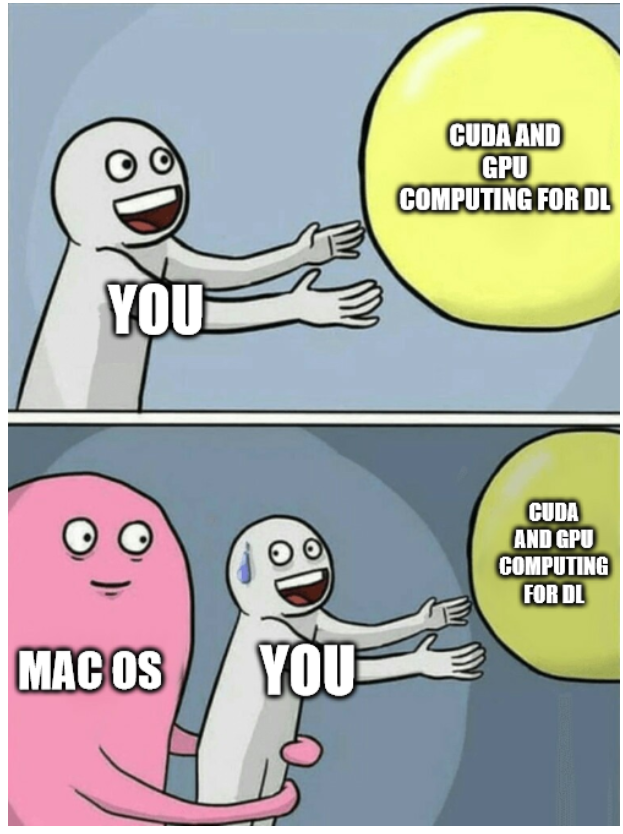 CUDA AND
GPU
COMPUTING FOR DL
YOU
CUDA
AND GPU
COMPUTING
FOR DL
MAC OS
YOU